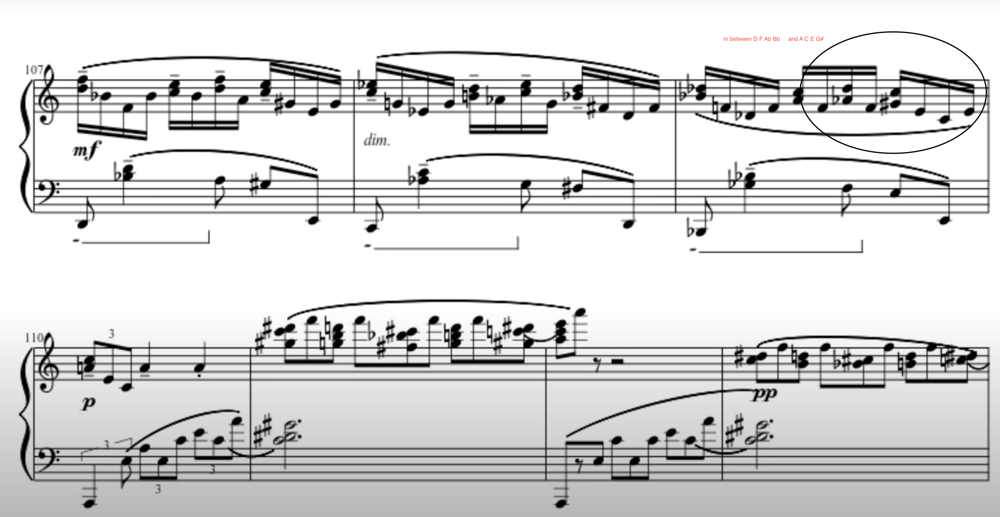 in between D F Ab Bb and A C E G#
107
mf
dim.
110
3
p
pp
3
3
3